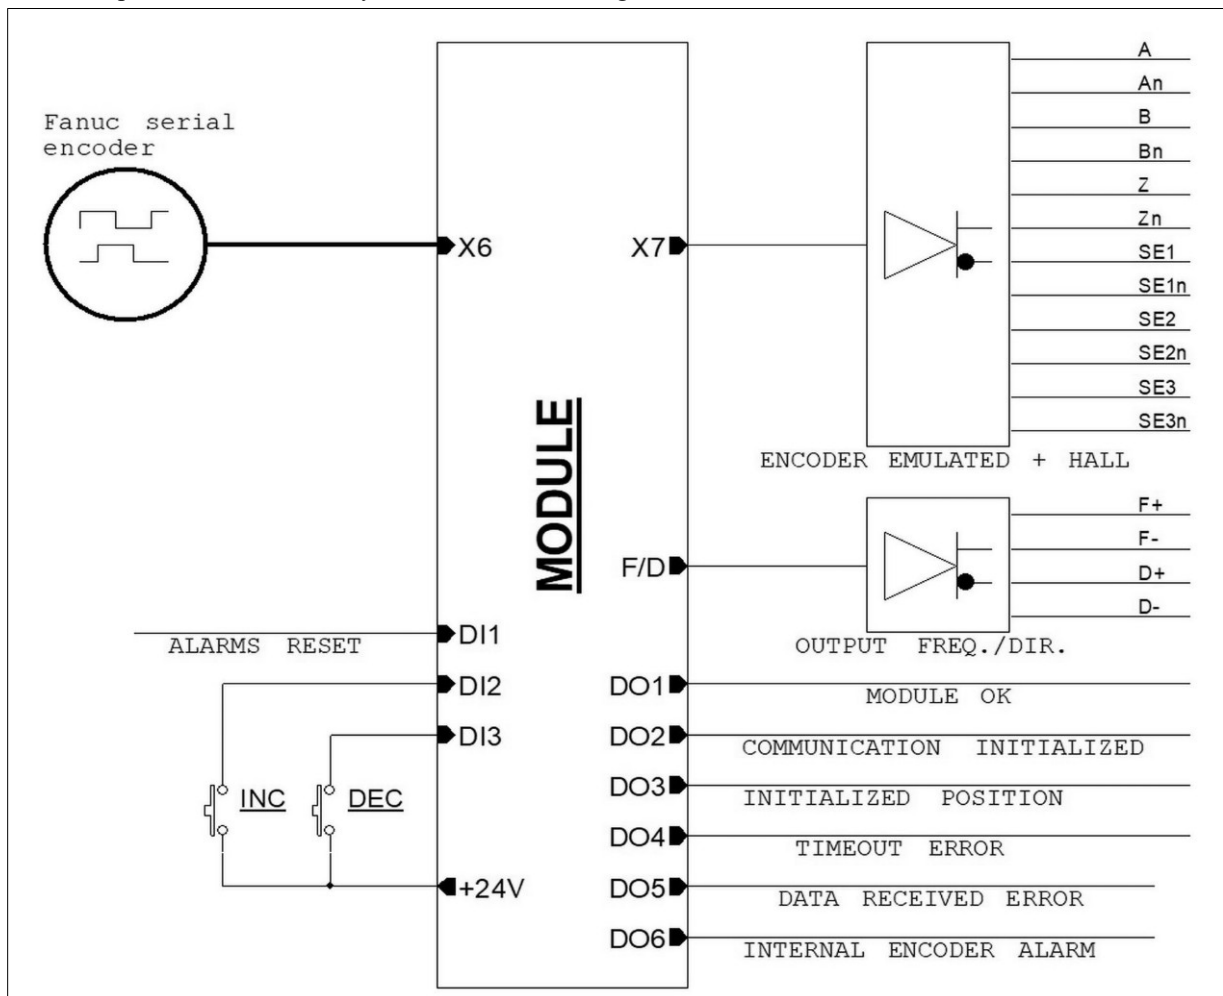 Fanuc serial
encoder
X6
X7
A
An
B
Bn
Z
Zn
SE1
SE1n
SE2
SE2n
SE3
SE3n
ENCODER EMULATED + HALL
MODULE
F/D
F+
F-
D+
D-
OUTPUT FREQ./DIR.
DI1
ALARMS RESET
DI2
DI3
INC
DEC
+24V
DO1
MODULE OK
DO2
COMMUNICATION INITIALIZED
DO3
INITIALIZED POSITION
DO4
TIMEOUT ERROR
DO5
DATA RECEIVED ERROR
DO6
INTERNAL ENCODER ALARM